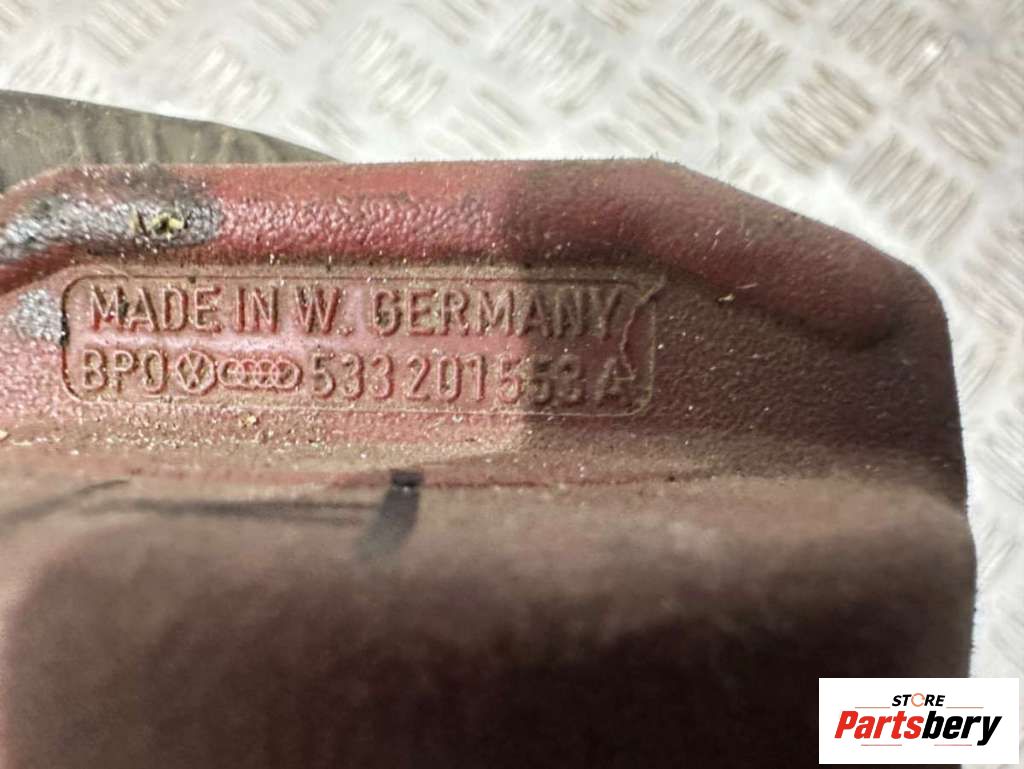 MADE IN W. GERMANY
BPO 533 201 553 A
STORE
Partsbery